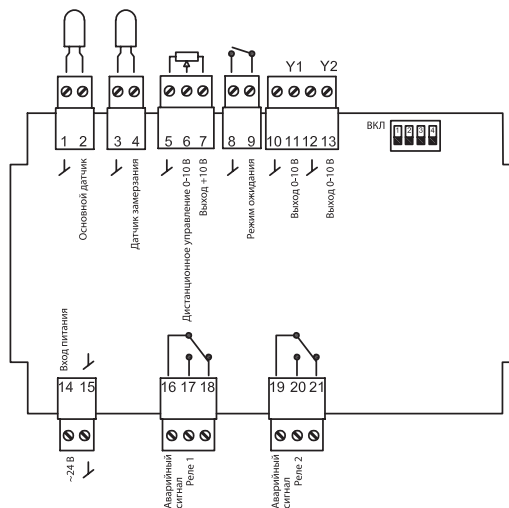 Y1 Y2
1 2 3 4 5 6 7 8 9 10 11 12 13
ВКЛ
1 2 3 4
Основной датчик
Датчик замерзания
Дистанционное управление 0-10 В
Выход +10 В
Режим ожидания
Выход 0-10 В
Выход 0-10 В
Вход питания
14 15 16 17 18 19 20 21
~24 В
Аварийный
сигнал
Реле 1
Аварийный
сигнал
Реле 2